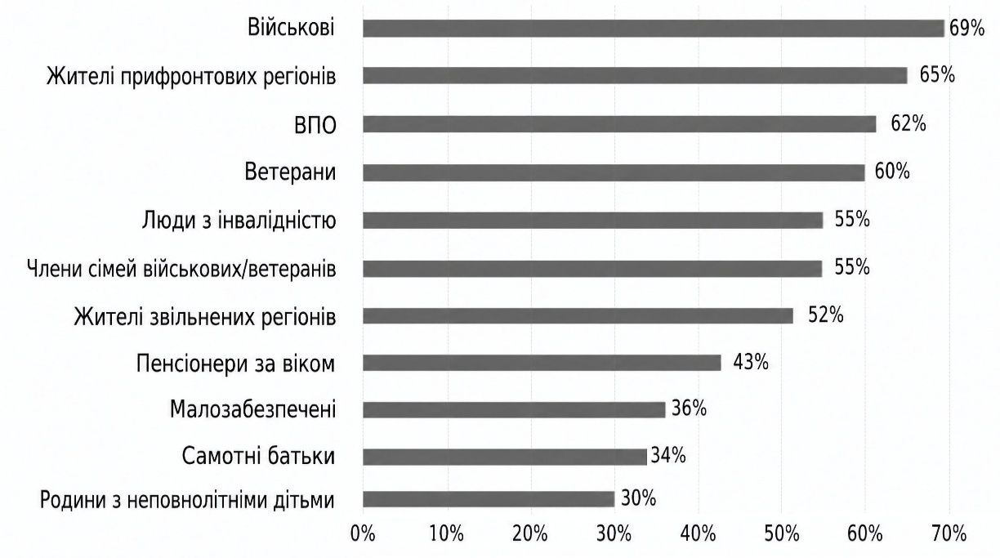 Військові 69%
Жителі прифронтових регіонів 65%
ВПО 62%
Ветерани 60%
Люди з інвалідністю 55%
Члени сімей військових/ветеранів 55%
Жителі звільнених регіонів 52%
Пенсіонери за віком 43%
Малозабезпечені 36%
Самотні батьки 34%
Родини з неповнолітніми дітьми 30%
0% 10% 20% 30% 40% 50% 60% 70%